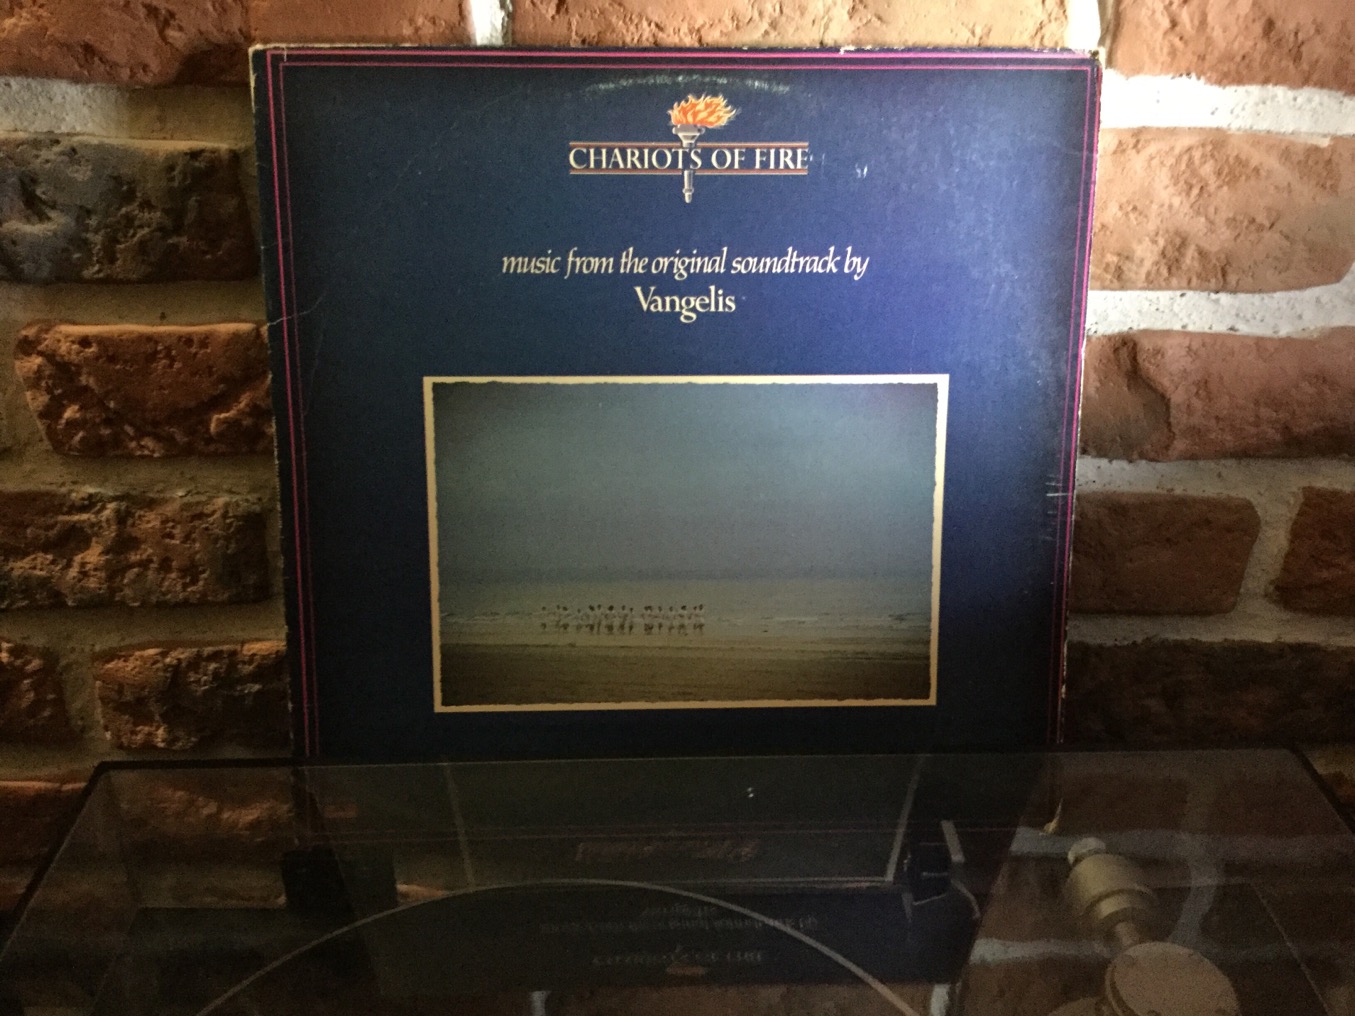 CHARIOTS OF FIRE
music from the original soundtrack by
Vangelis